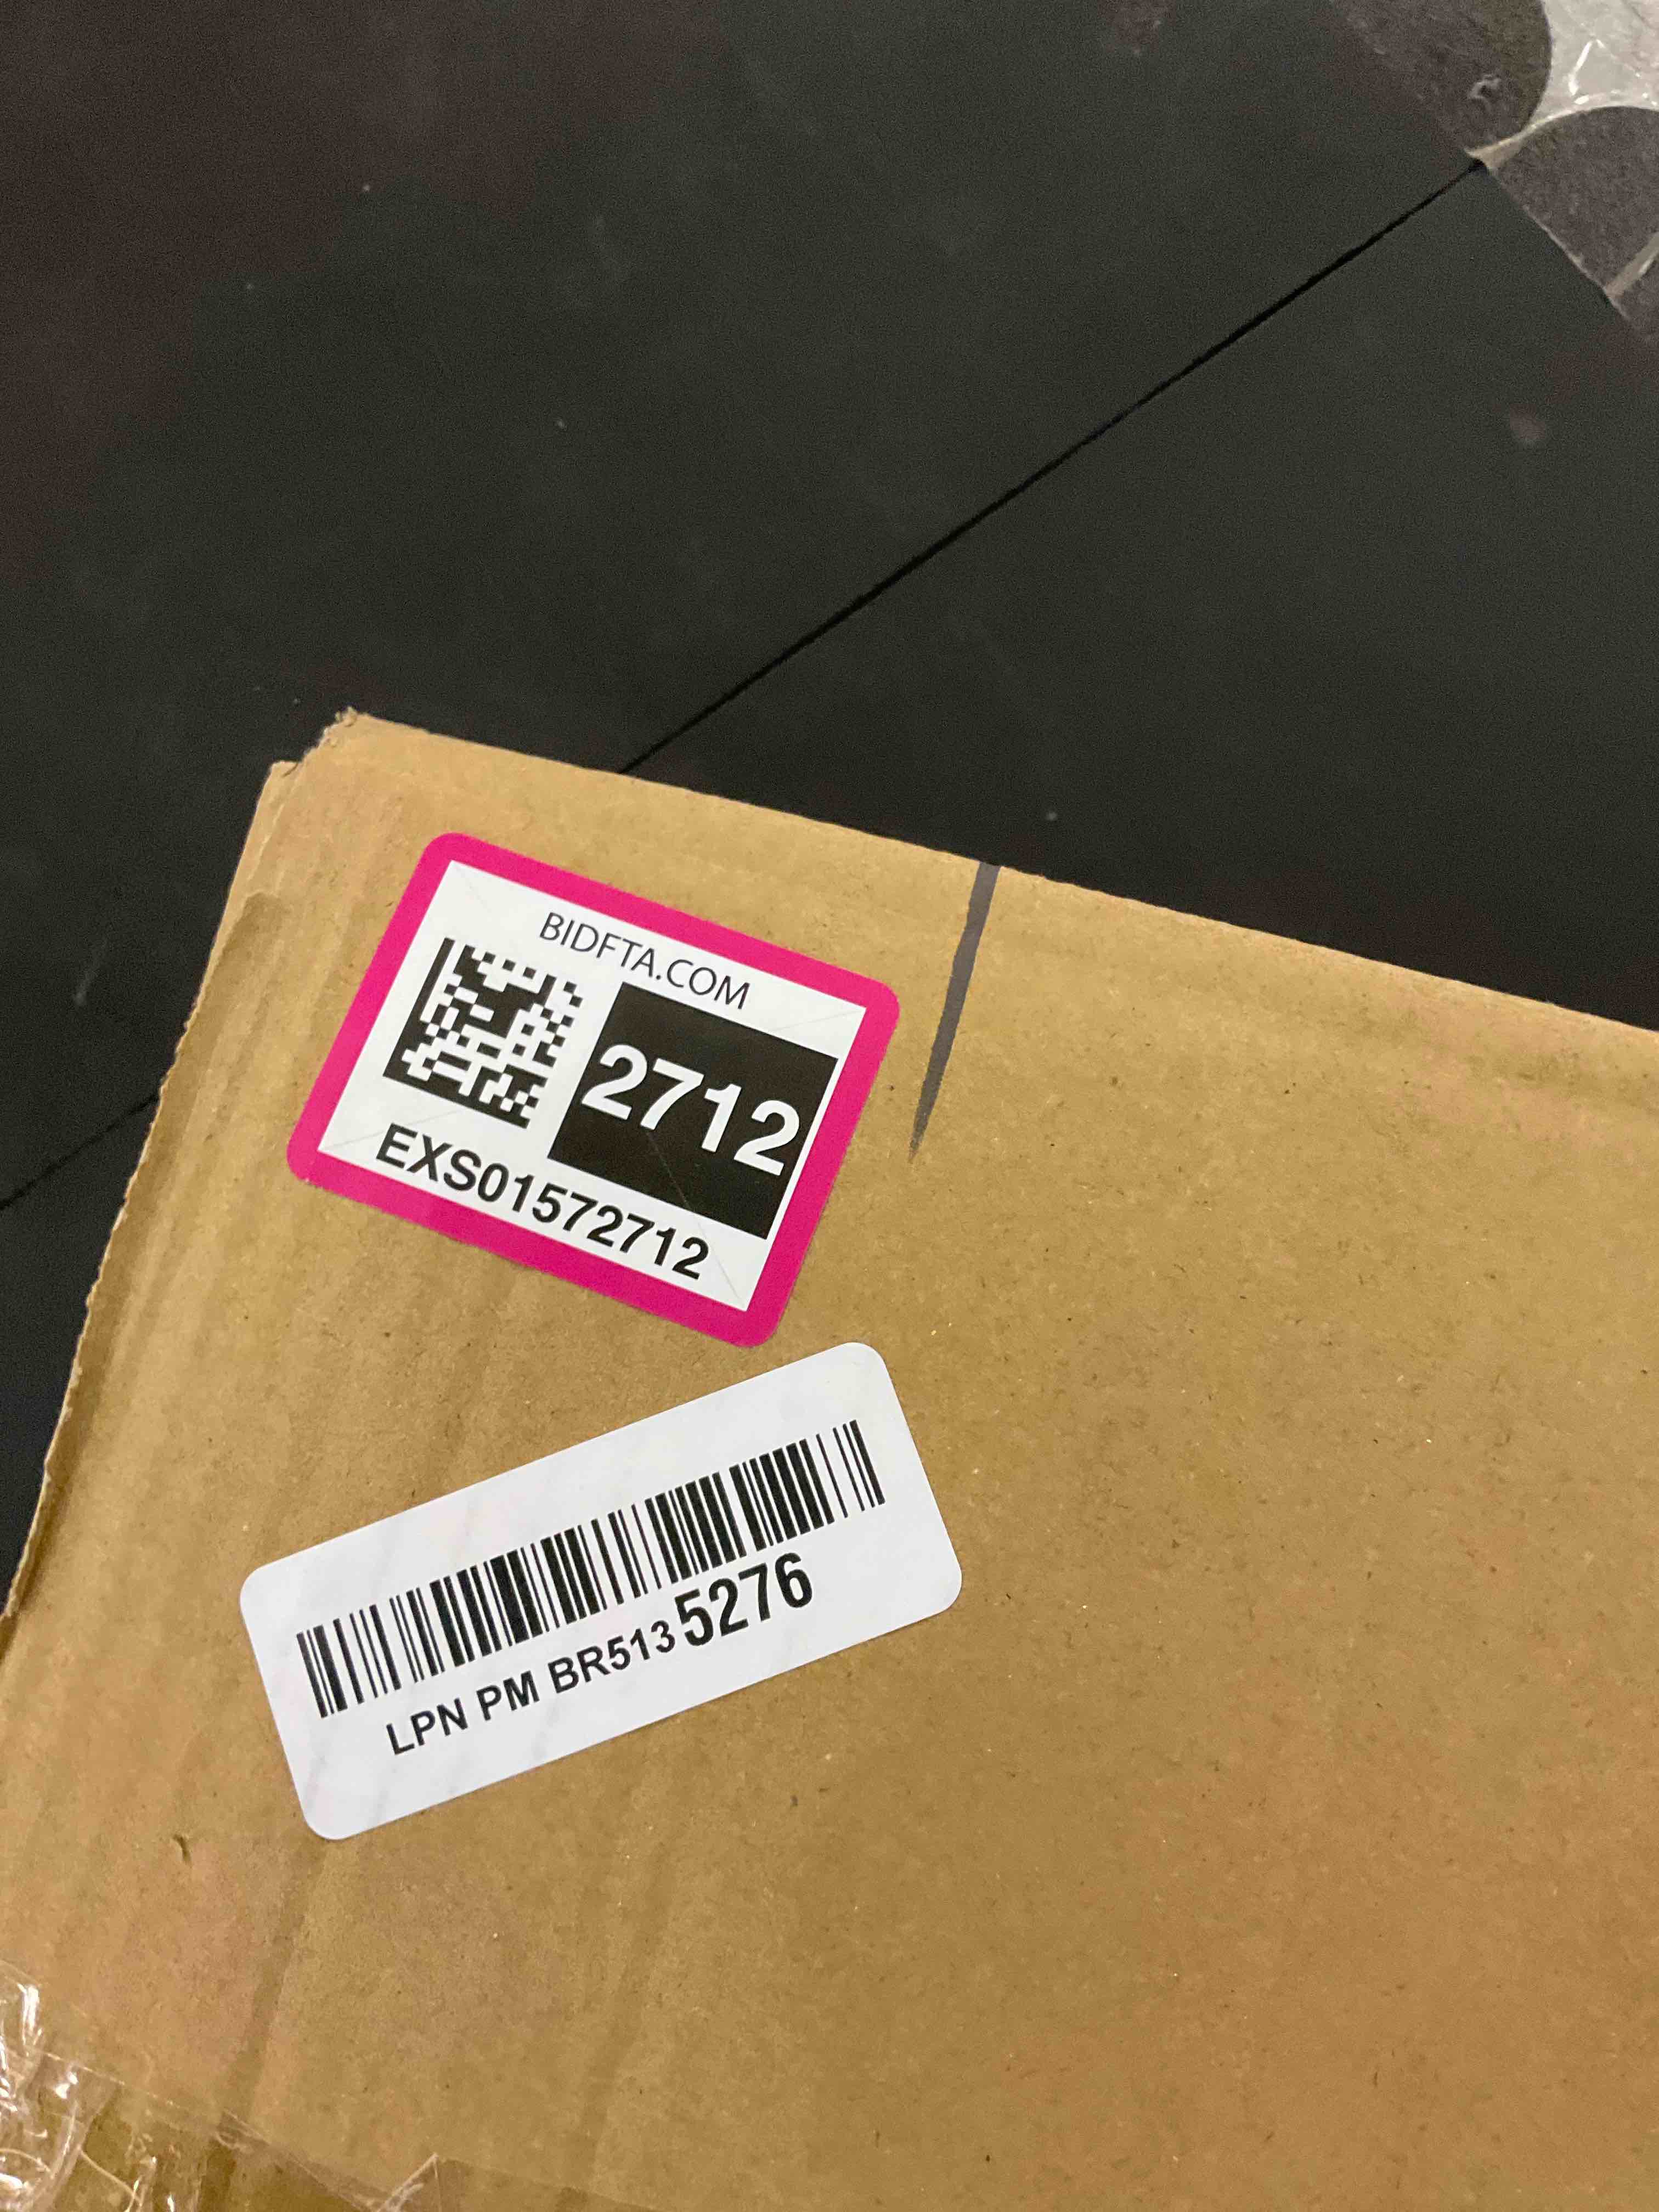 BIDFTA.COM
2712
EXS01572712
LPN PM BR513 5276